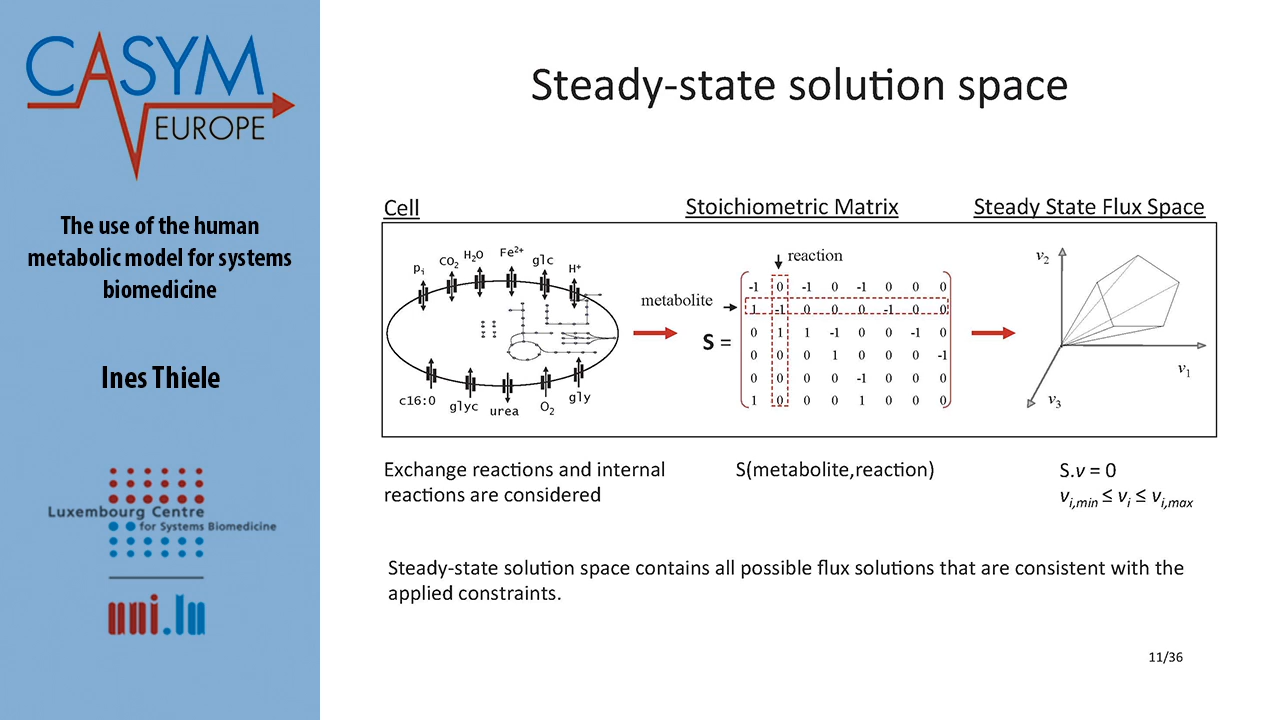 CASYM
EUROPE
The use of the human
metabolic model for systems
biomedicine
Ines Thiele
Luxembourg Centre
for Systems Biomedicine
uni.lu
Steady-state solution space
Cell
Stoichiometric Matrix
Steady State Flux Space
pi CO2 H2O Fe2+ glc H+
c16:0 glyc urea O2 gly
reaction
metabolite
S =
-1 0 -1 0 -1 0 0 0
1 -1 0 0 0 -1 0 0
0 1 1 -1 0 0 -1 0
0 0 0 1 0 0 0 -1
0 0 0 0 -1 0 0 0
1 0 0 0 1 0 0 0
v2
v1
v3
Exchange reactions and internal
reactions are considered
S(metabolite,reaction)
S.v = 0
vi,min ≤ vi ≤ vi,max
Steady-state solution space contains all possible flux solutions that are consistent with the
applied constraints.
11/36